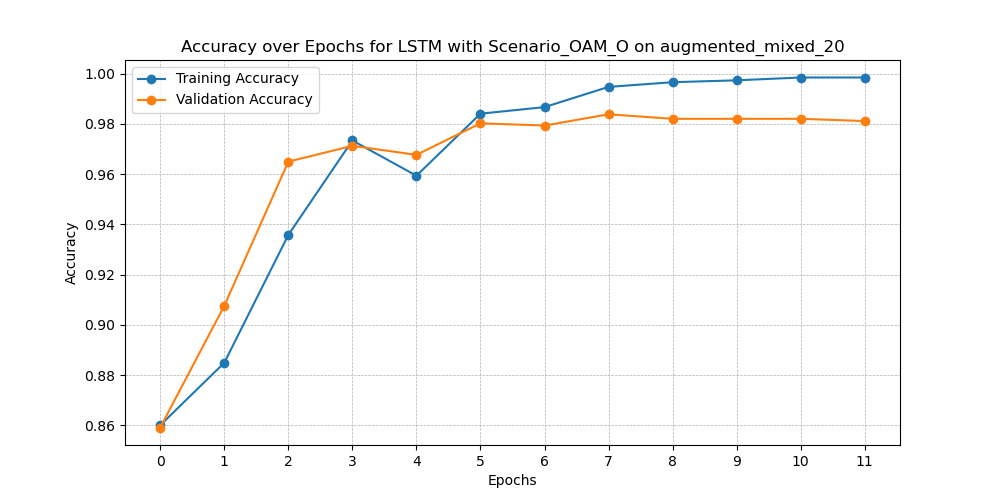 Accuracy over Epochs for LSTM with Scenario_OAM_O on augmented_mixed_20
Training Accuracy
Validation Accuracy
Accuracy
1.00
0.98
0.96
0.94
0.92
0.90
0.88
0.86
0 1 2 3 4 5 6 7 8 9 10 11
Epochs